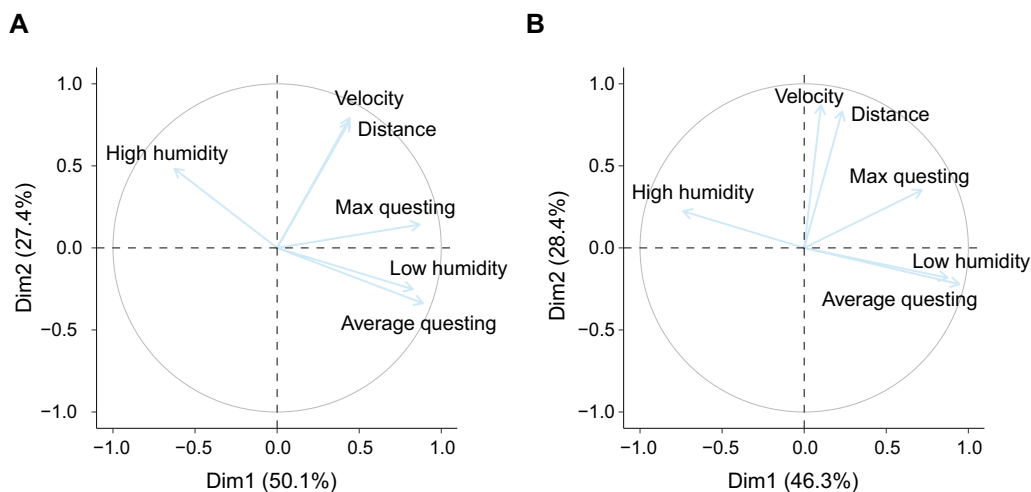 A
1.0
0.5
0.0
−0.5
−1.0
Dim2 (27.4%)
Velocity
Distance
High humidity
Max questing
Low humidity
Average questing
−1.0
−0.5
0.0
0.5
1.0
Dim1 (50.1%)
B
1.0
0.5
0.0
−0.5
−1.0
Dim2 (28.4%)
Velocity
Distance
Max questing
High humidity
Low humidity
Average questing
−1.0
−0.5
0.0
0.5
1.0
Dim1 (46.3%)